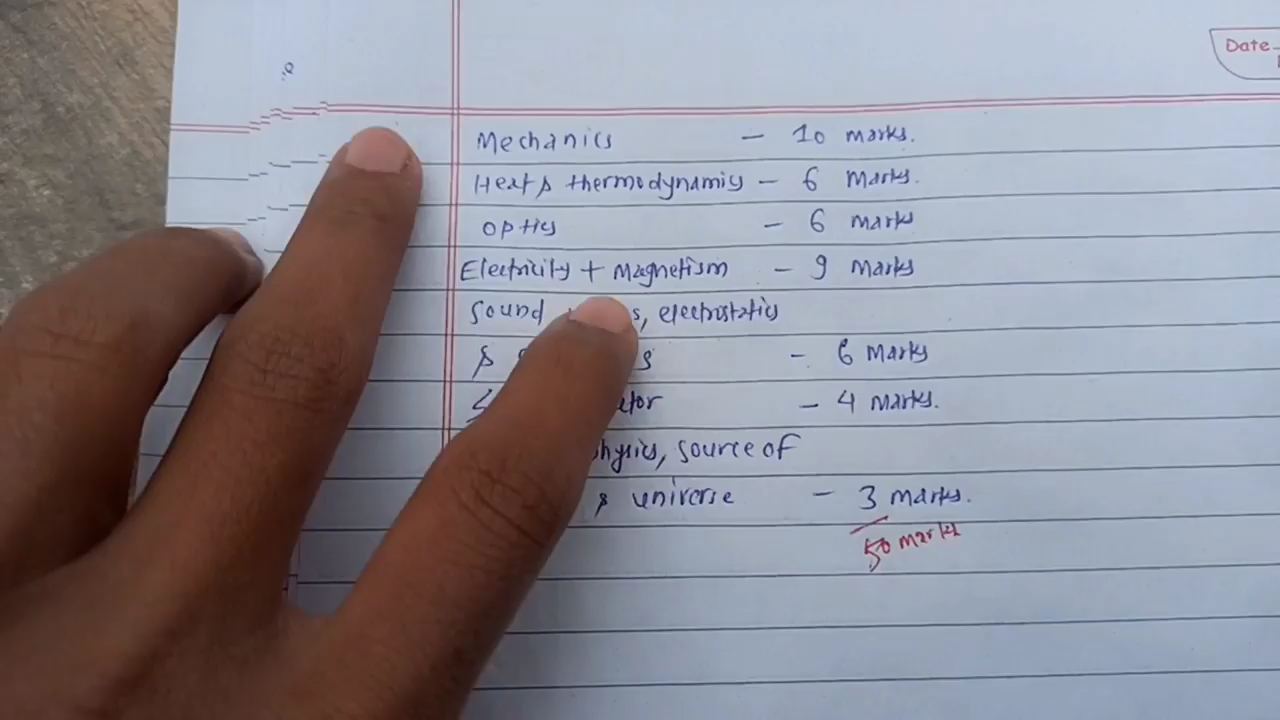 Date
Mechanics - 10 marks.
Heat & thermodynamics - 6 marks.
optics - 6 marks
Electricity + magnetism - 9 marks
sound electrostatics
& - 6 marks
- 4 marks.
source of
& universe - 3 marks.
50 marks